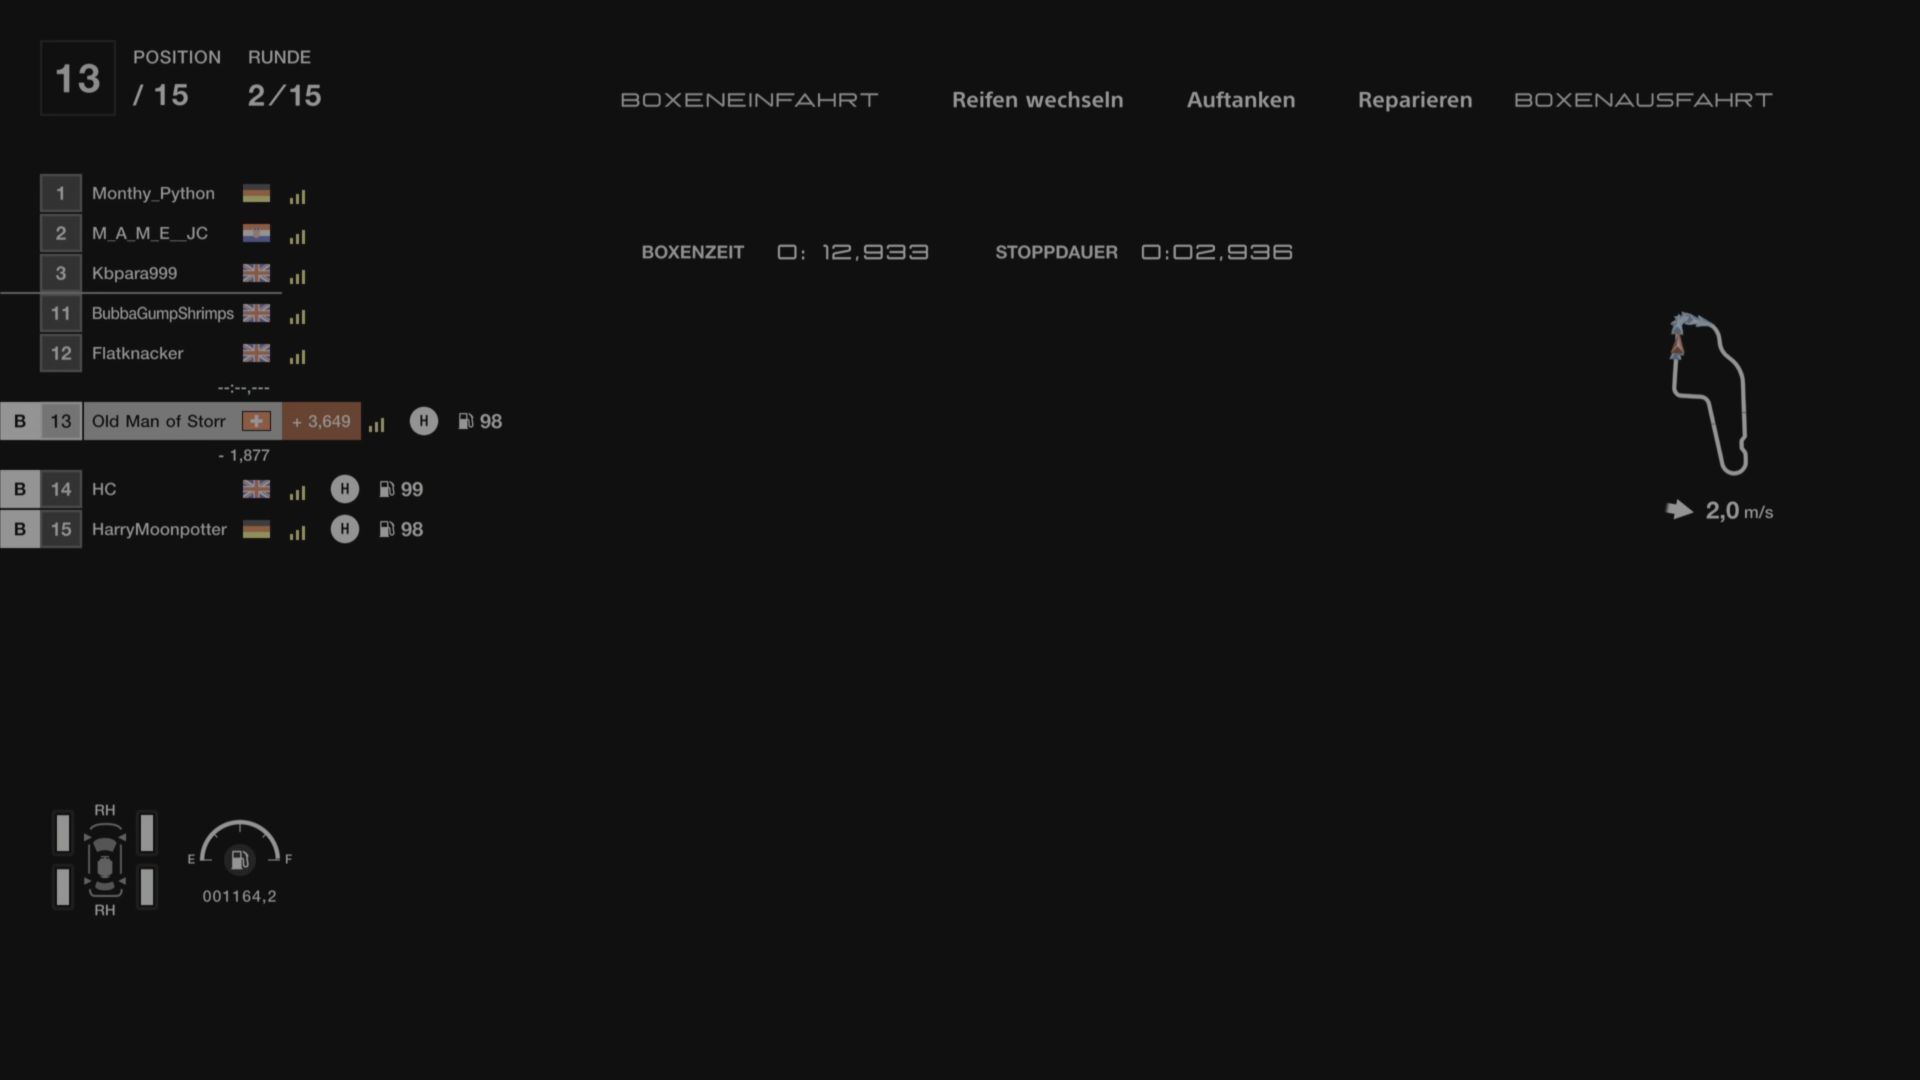 13 POSITION / 15 RUNDE 2/15
BOXENEINFAHRT Reifen wechseln Auftanken Reparieren BOXENAUSFAHRT
1 Monthy_Python
2 M_A_M_E__JC
3 Kbpara999
11 BubbaGumpShrimps
12 Flatknacker
--:--,---
B 13 Old Man of Storr + 3,649 H 98
- 1,877
B 14 HC H 99
B 15 HarryMoonpotter H 98
BOXENZEIT 0: 12,933 STOPPDAUER 0:02,936
2,0 m/s
RH
RH
E F
001164,2